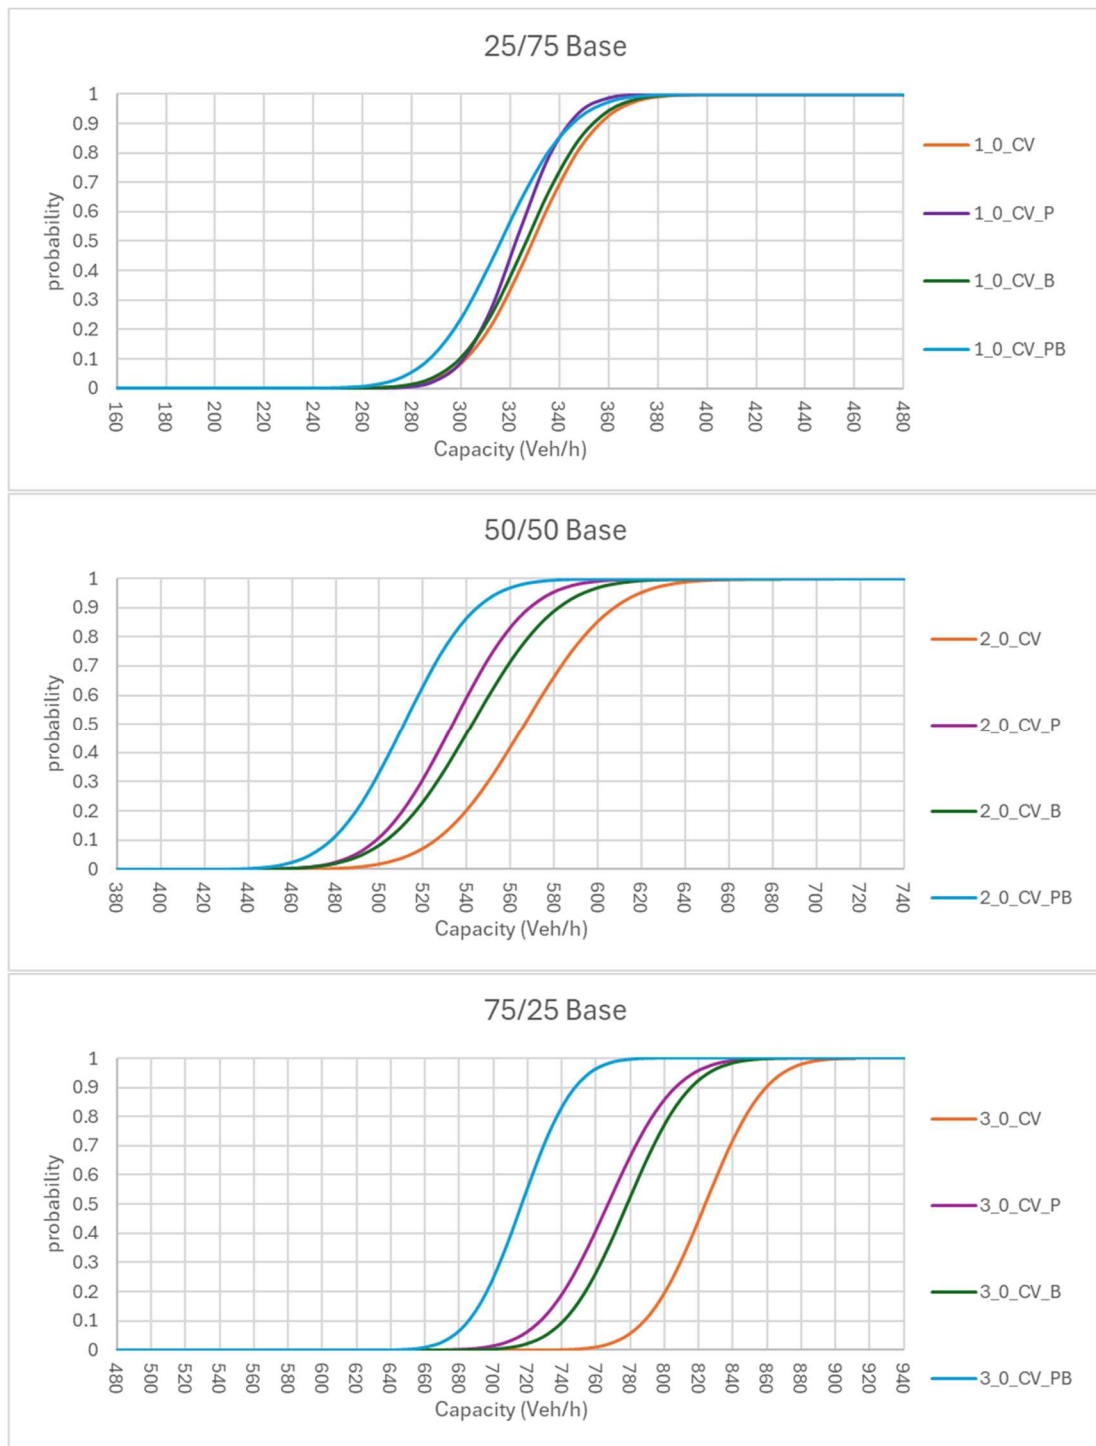 25/75 Base
1
0.9
0.8
0.7
0.6
0.5
0.4
0.3
0.2
0.1
0
probability
160 180 200 220 240 260 280 300 320 340 360 380 400 420 440 460 480
Capacity (Veh/h)
1_0_CV
1_0_CV_P
1_0_CV_B
1_0_CV_PB
50/50 Base
1
0.9
0.8
0.7
0.6
0.5
0.4
0.3
0.2
0.1
0
probability
380 400 420 440 460 480 500 520 540 560 580 600 620 640 660 680 700 720 740
Capacity (Veh/h)
2_0_CV
2_0_CV_P
2_0_CV_B
2_0_CV_PB
75/25 Base
1
0.9
0.8
0.7
0.6
0.5
0.4
0.3
0.2
0.1
0
probability
480 500 520 540 560 580 600 620 640 660 680 700 720 740 760 780 800 820 840 860 880 900 920 940
Capacity (Veh/h)
3_0_CV
3_0_CV_P
3_0_CV_B
3_0_CV_PB